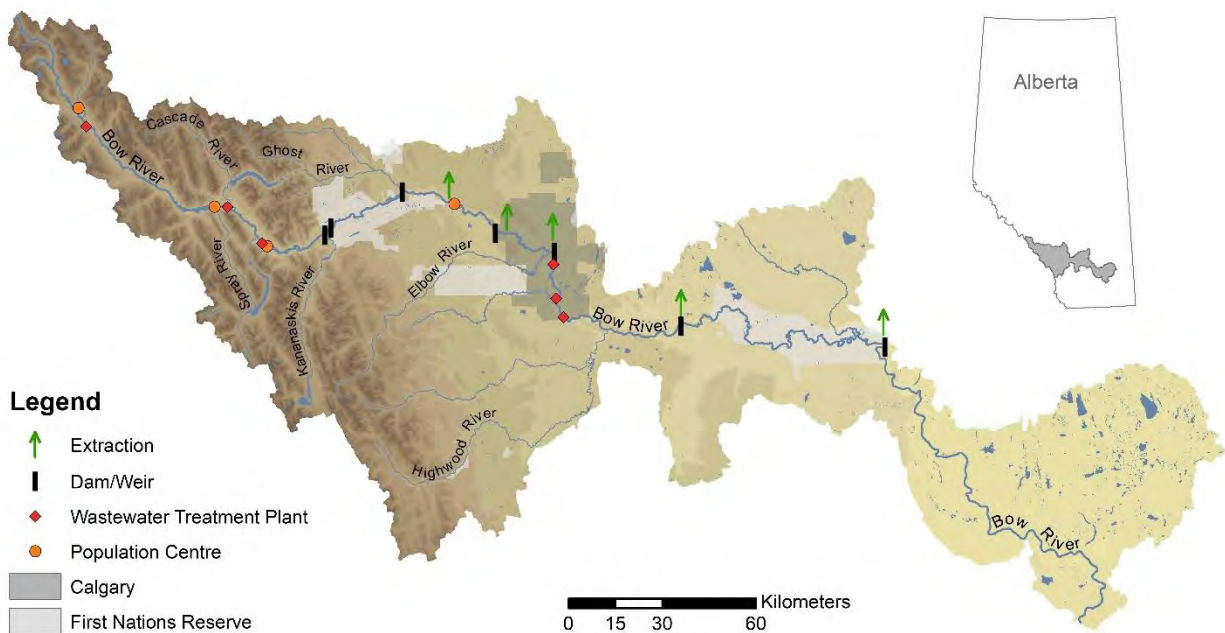 Alberta
Cascade
River
Ghost
River
Bow River
Spray River
Kananaskis River
Elbow River
Highwood River
Bow River
Bow River
Legend
Extraction
Dam/Weir
Wastewater Treatment Plant
Population Centre
Calgary
First Nations Reserve
Kilometers
0 15 30 60